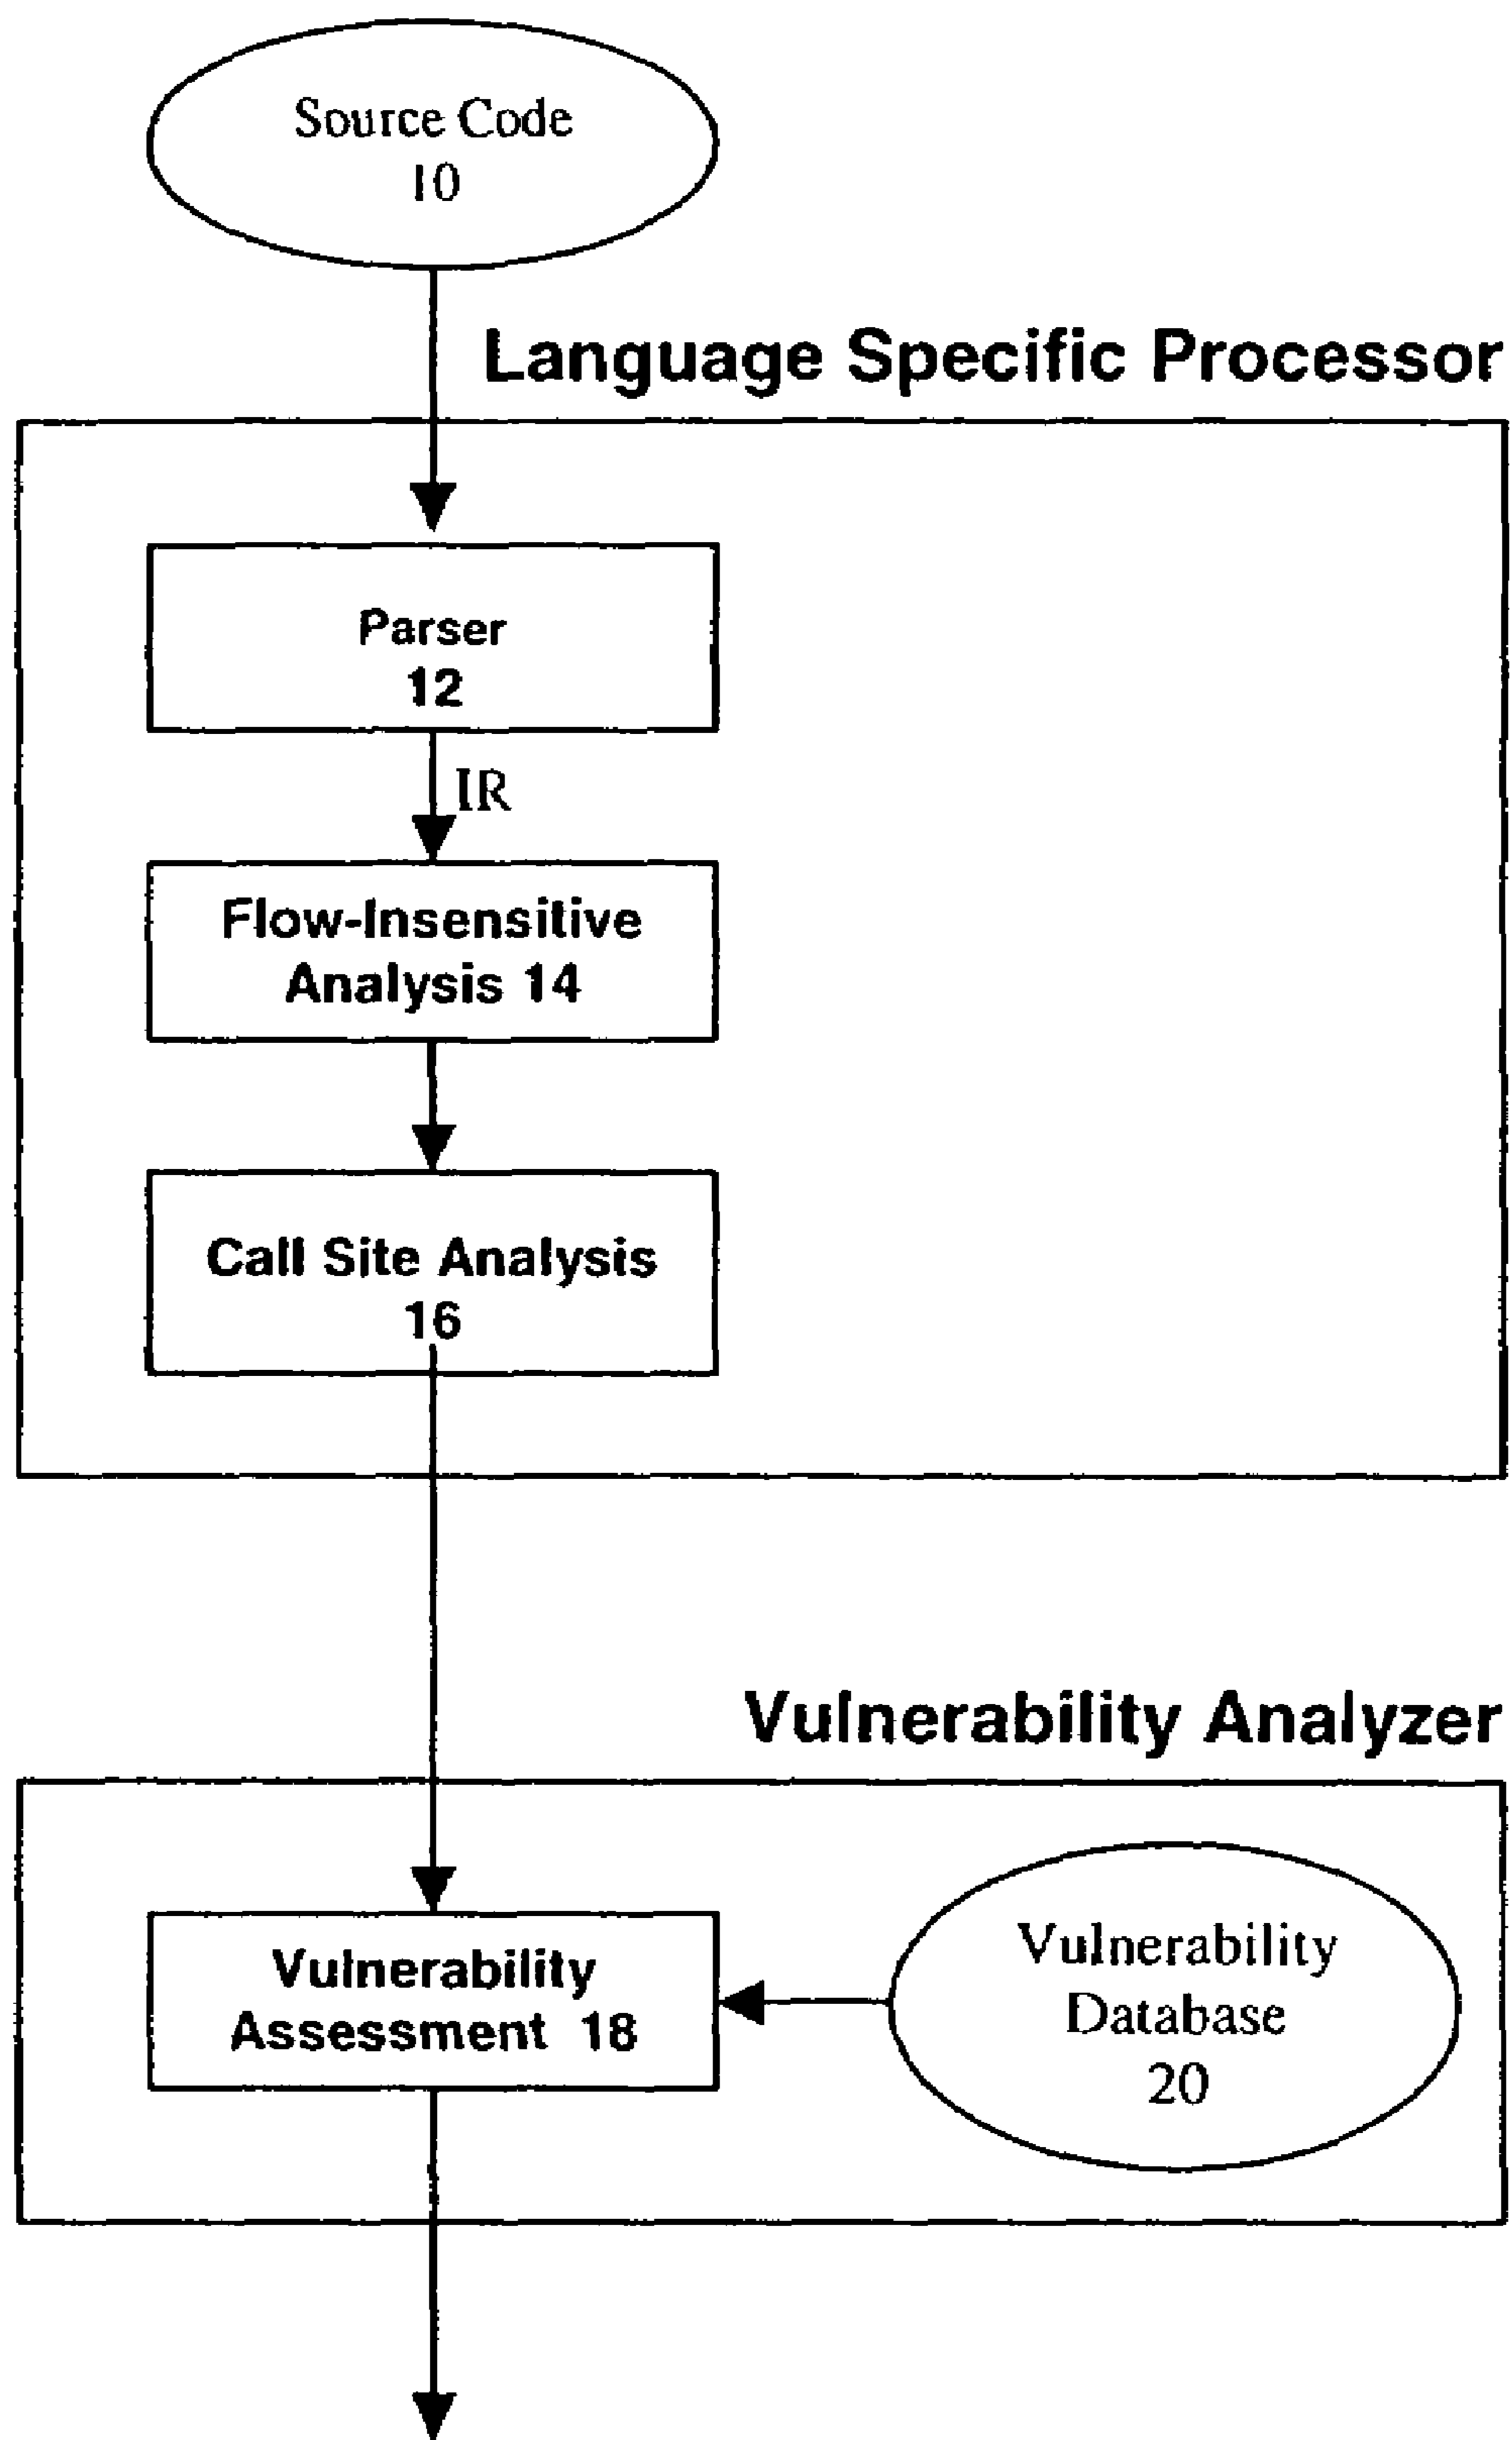 Source Code
10
Language Specific Processor
Parser
12
IR
Flow-Insensitive
Analysis 14
Call Site Analysis
16
Vulnerability Analyzer
Vulnerability
Assessment 18
Vulnerability
Database
20